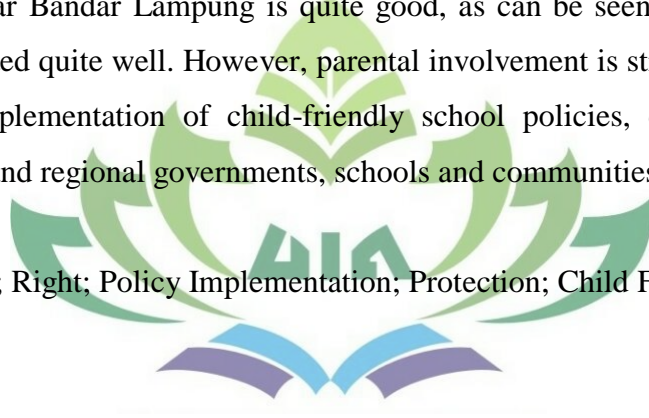 ar Bandar Lampung is quite good, as can be seen
ed quite well. However, parental involvement is st
plementation of child-friendly school policies,
nd regional governments, schools and communities
; Right; Policy Implementation; Protection; Child F
UIN